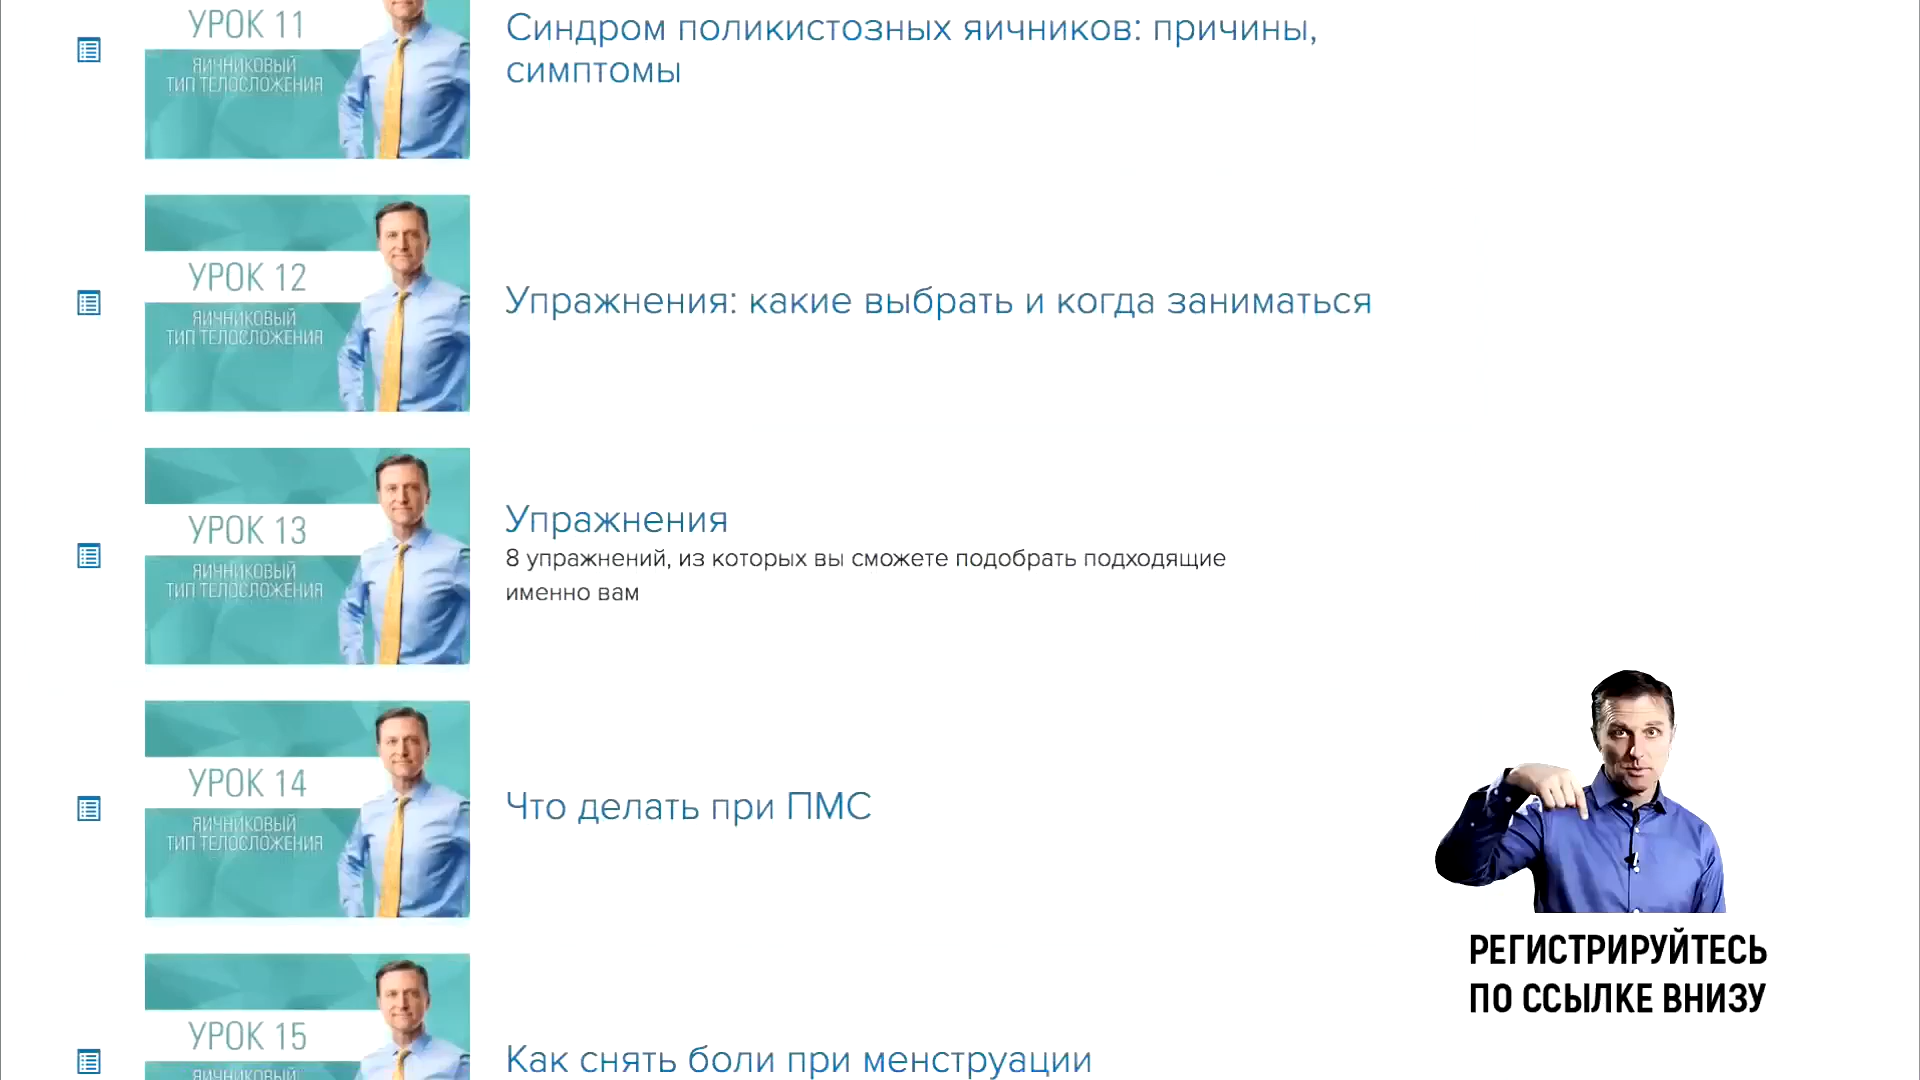 УРОК 11
ЯИЧНИКОВЫЙ
ТИП ТЕЛОСЛОЖЕНИЯ
Синдром поликистозных яичников: причины,
симптомы
УРОК 12
ЯИЧНИКОВЫЙ
ТИП ТЕЛОСЛОЖЕНИЯ
Упражнения: какие выбрать и когда заниматься
УРОК 13
ЯИЧНИКОВЫЙ
ТИП ТЕЛОСЛОЖЕНИЯ
Упражнения
8 упражнений, из которых вы сможете подобрать подходящие
именно вам
УРОК 14
ЯИЧНИКОВЫЙ
ТИП ТЕЛОСЛОЖЕНИЯ
Что делать при ПМС
УРОК 15
ЯИЧНИКОВЫЙ
Как снять боли при менструации
РЕГИСТРИРУЙТЕСЬ
ПО ССЫЛКЕ ВНИЗУ